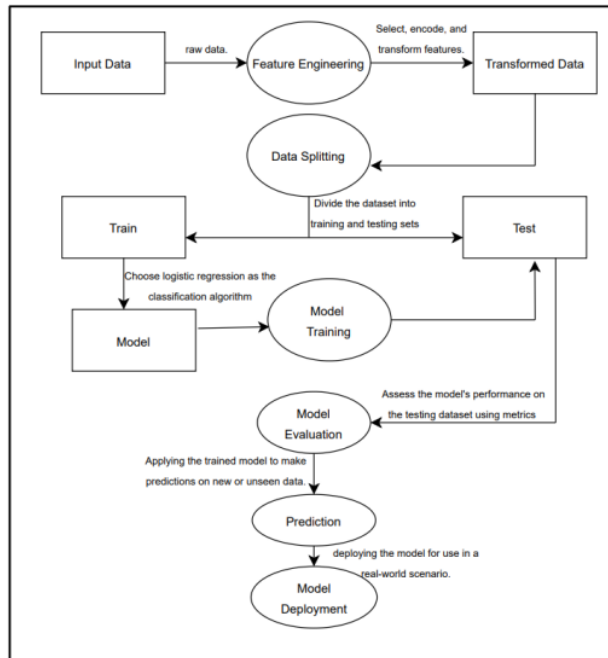 Input Data
raw data.
Feature Engineering
Select, encode, and
transform features.
Transformed Data
Data Splitting
Divide the dataset into
training and testing sets
Train
Test
Choose logistic regression as the
classification algorithm
Model
Model
Training
Assess the model's performance on
the testing dataset using metrics
Model
Evaluation
Applying the trained model to make
predictions on new or unseen data.
Prediction
deploying the model for use in a
real-world scenario.
Model
Deployment